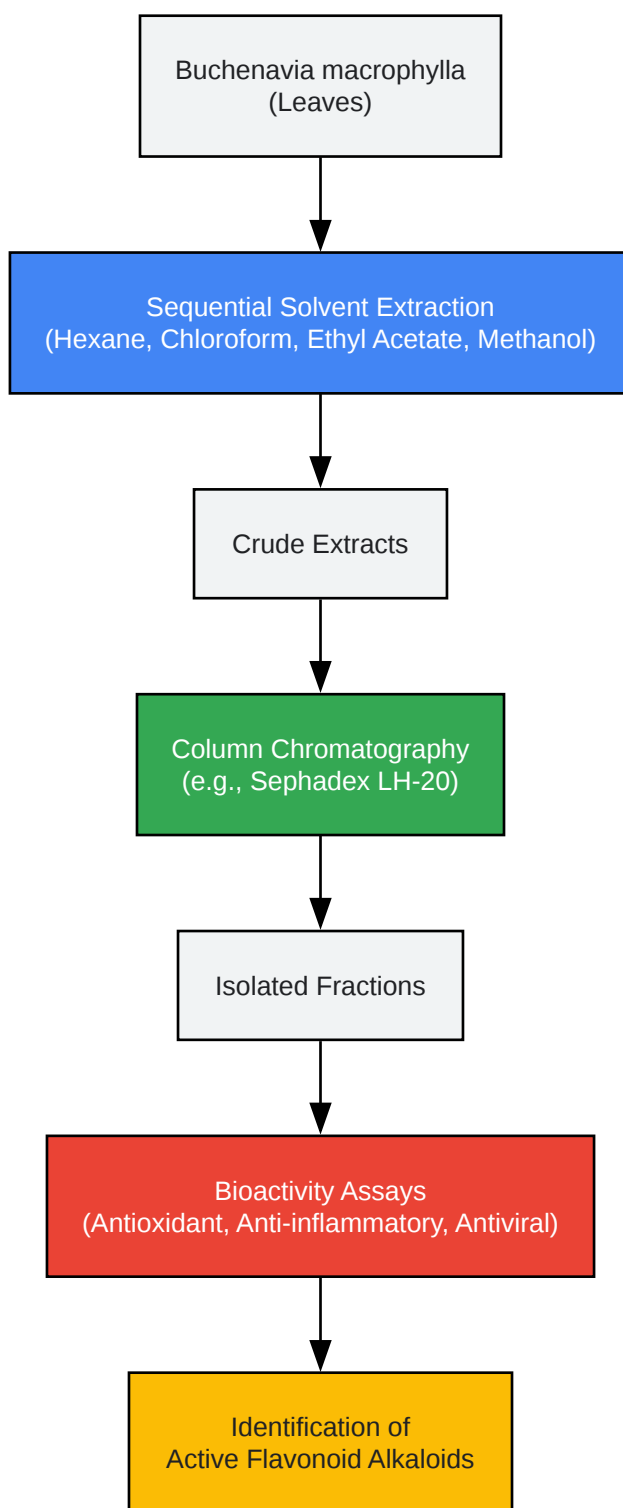 Buchenavia macrophylla
(Leaves)
Sequential Solvent Extraction
(Hexane, Chloroform, Ethyl Acetate, Methanol)
Crude Extracts
Column Chromatography
(e.g., Sephadex LH-20)
Isolated Fractions
Bioactivity Assays
(Antioxidant, Anti-inflammatory, Antiviral)
Identification of
Active Flavonoid Alkaloids